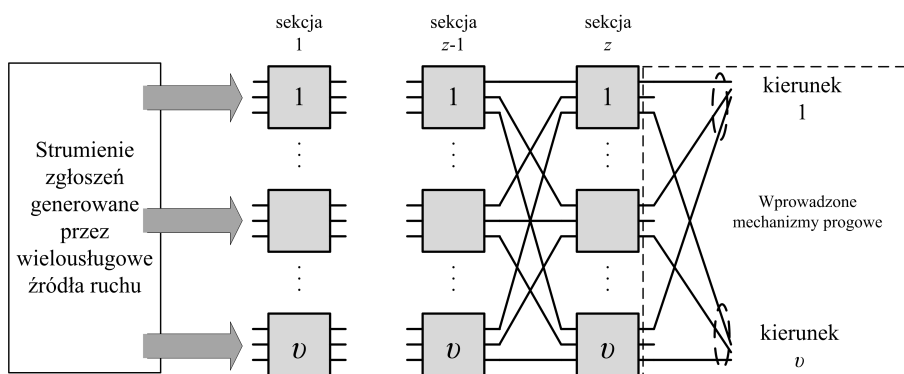 sekcja
1
sekcja
z-1
sekcja
z
Strumienie
zgłoszeń
generowane
przez
wielousługowe
źródła ruchu
1
1
1
kierunek
1
Wprowadzone
mechanizmy progowe
υ
υ
υ
kierunek
υ